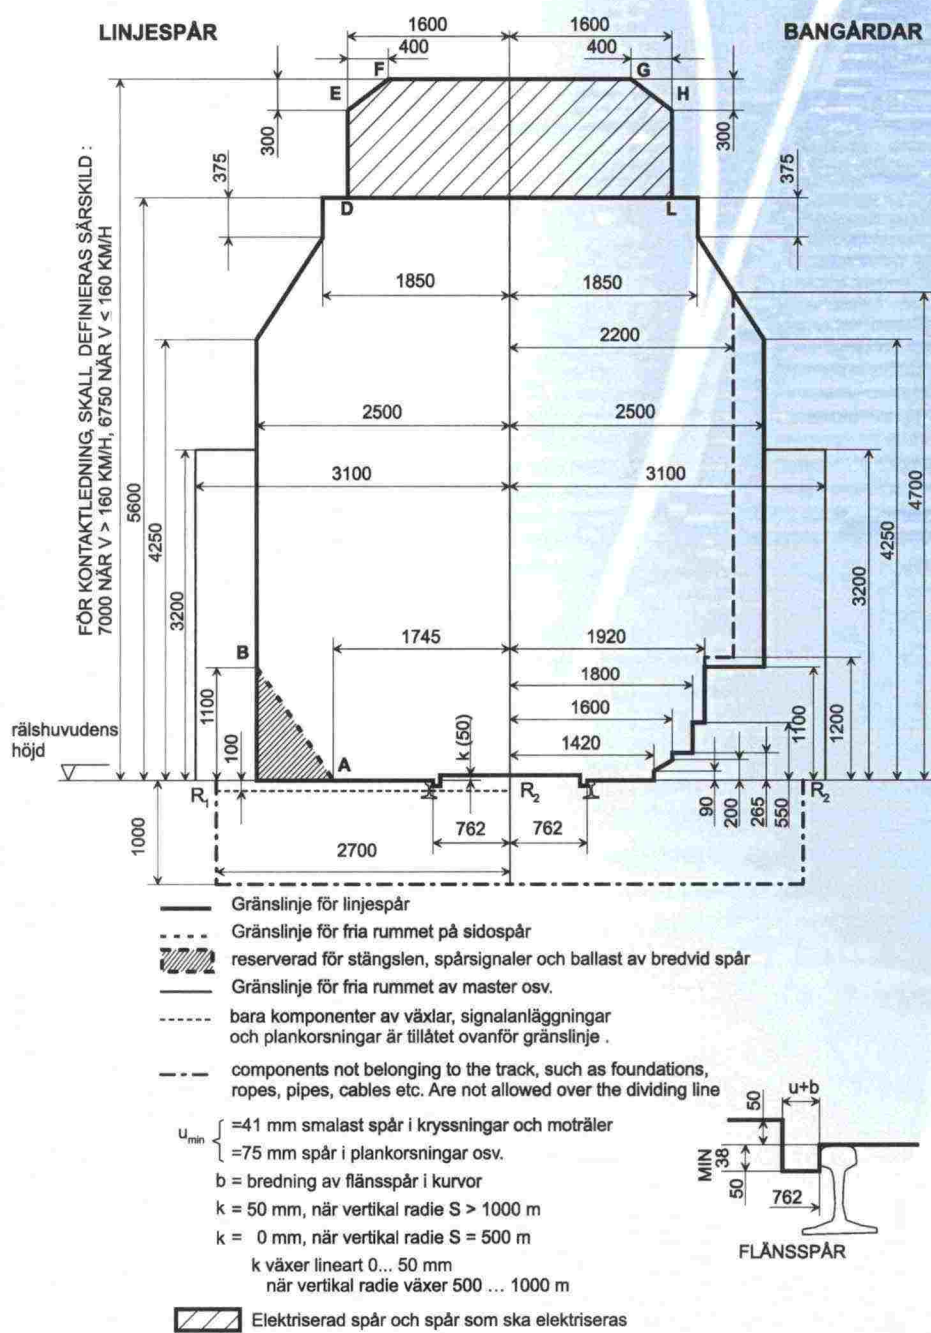 LINJESPÅR
BANGÅRDAR
1600 1600
400 400
F G
E H
300 300
375 375
D L
1850 1850
2200
2500 2500
3100 3100
FÖR KONTAKTLEDNING, SKALL DEFINIERAS SÄRSKILD :
7000 NÄR V > 160 KM/H, 6750 NÄR V < 160 KM/H
5600
4250
3200
4700
4250
3200
1745 1920
B
1800
1100
1600
k (50)
1420
1100
1200
rälshuvudens
höjd
100
A
R1 R2 R2
90
200
265
550
1000
762 762
2700
Gränslinje för linjespår
Gränslinje för fria rummet på sidospår
reserverad för stängslen, spårsignaler och ballast av bredvid spår
Gränslinje för fria rummet av master osv.
bara komponenter av växlar, signalanläggningar
och plankorsningar är tillåtet ovanför gränslinje .
components not belonging to the track, such as foundations,
ropes, pipes, cables etc. Are not allowed over the dividing line
umin { =41 mm smalast spår i kryssningar och moträler
=75 mm spår i plankorsningar osv.
b = bredning av flänsspår i kurvor
k = 50 mm, när vertikal radie S > 1000 m
k = 0 mm, när vertikal radie S = 500 m
k växer lineart 0... 50 mm
när vertikal radie växer 500 ... 1000 m
Elektriserad spår och spår som ska elektriseras
u+b
50
MIN
38
50
762
FLÄNSSPÅR